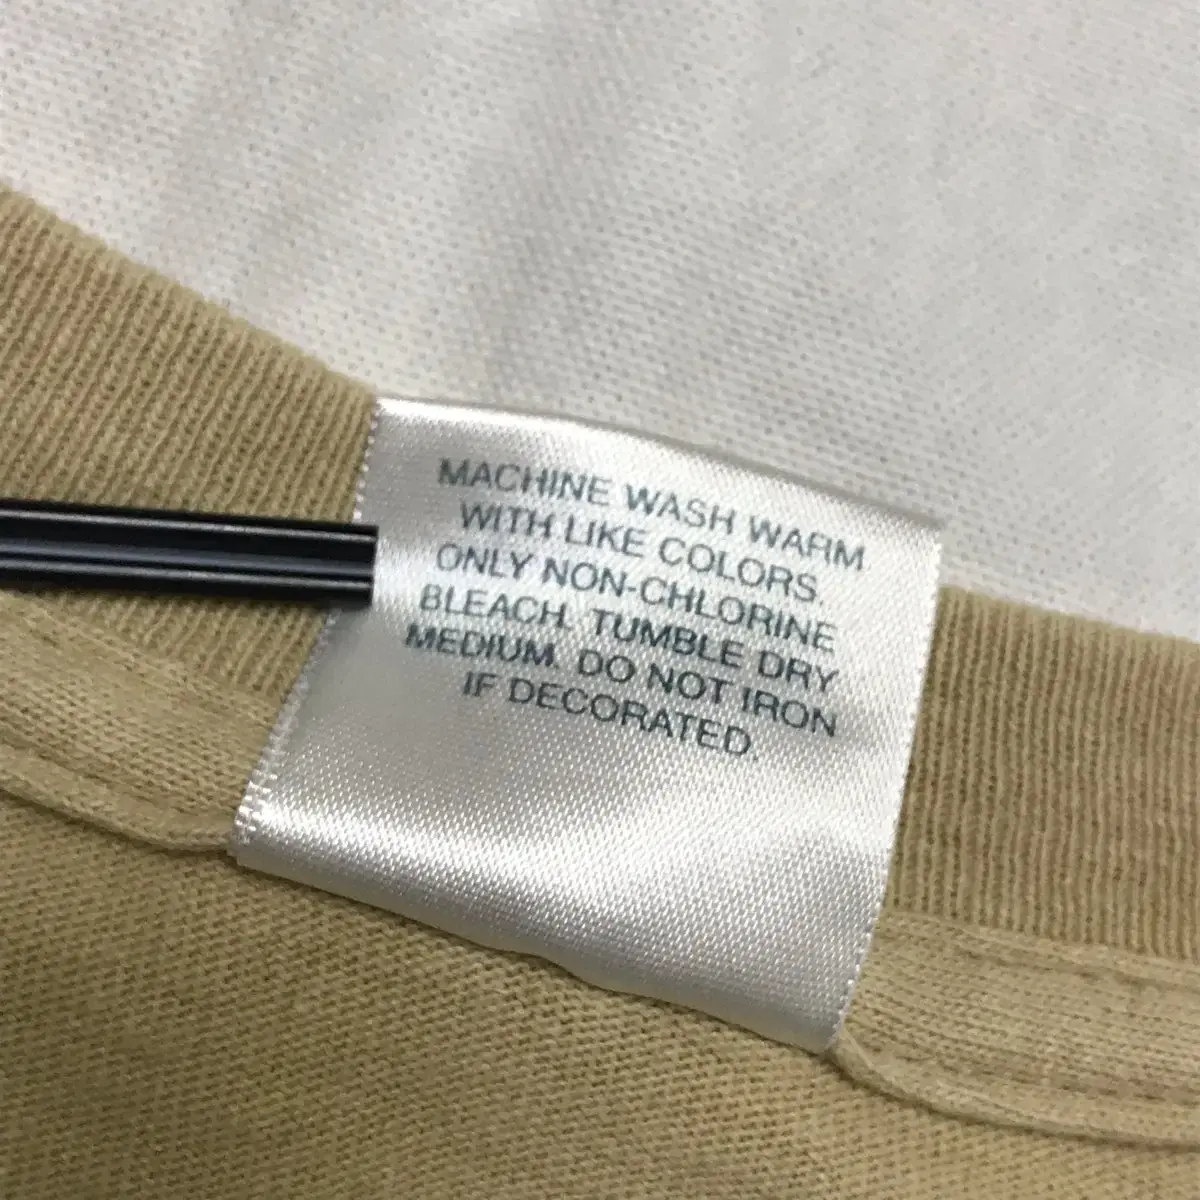 MACHINE WASH WARM
WITH LIKE COLORS.
ONLY NON-CHLORINE
BLEACH. TUMBLE DRY
MEDIUM. DO NOT IRON
IF DECORATED.